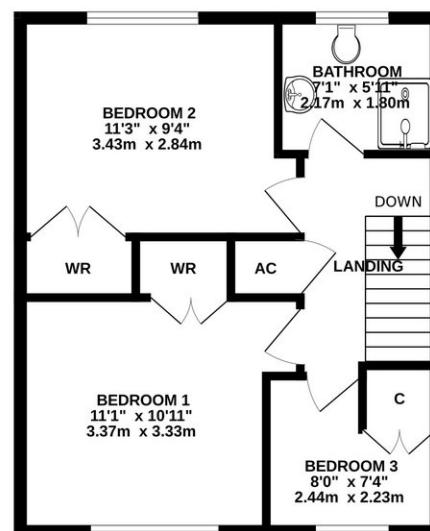 BATHROOM
7'1" x 5'11"
2.17m x 1.80m
BEDROOM 2
11'3" x 9'4"
3.43m x 2.84m
DOWN
WR
WR
AC
LANDING
BEDROOM 1
11'1" x 10'11"
3.37m x 3.33m
C
BEDROOM 3
8'0" x 7'4"
2.44m x 2.23m